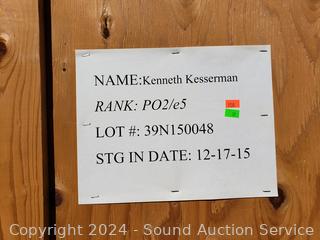 NAME:Kenneth Kesserman
RANK: PO2/e5
LOT #: 39N150048
STG IN DATE: 12-17-15
Copyright © 2024 - Sound Auction Service